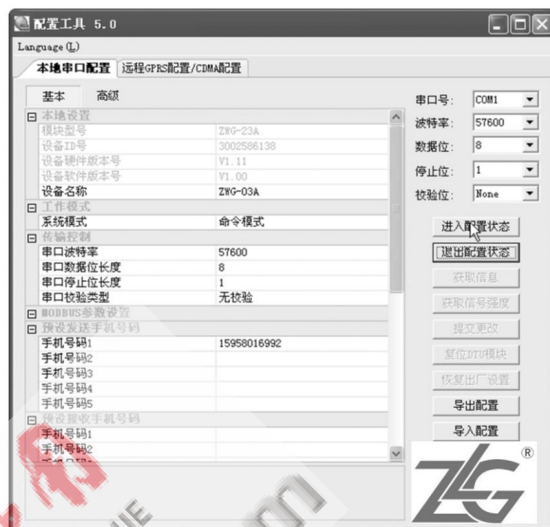 配置工具 5.0
Language(L)
本地串口配置 远程GPRS配置/CDMA配置
基本 高级
本地设置
模块型号 ZWG-23A
设备ID号 3002586138
设备硬件版本号 V1.11
设备软件版本号 V1.00
设备名称 ZWG-03A
工作模式
系统模式 命令模式
传输控制
串口波特率 57600
串口数据位长度 8
串口停止位长度 1
串口校验类型 无校验
MODBUS参数设置
预设发送手机号码
手机号码1 15958016992
手机号码2
手机号码3
手机号码4
手机号码5
预设接收手机号码
手机号码1
手机号码2
串口号: COM1
波特率: 57600
数据位: 8
停止位: 1
校验位: None
进入配置状态
退出配置状态
获取信息
获取信号强度
提交更改
复位DTU模块
恢复出厂设置
导出配置
导入配置
ZLG®